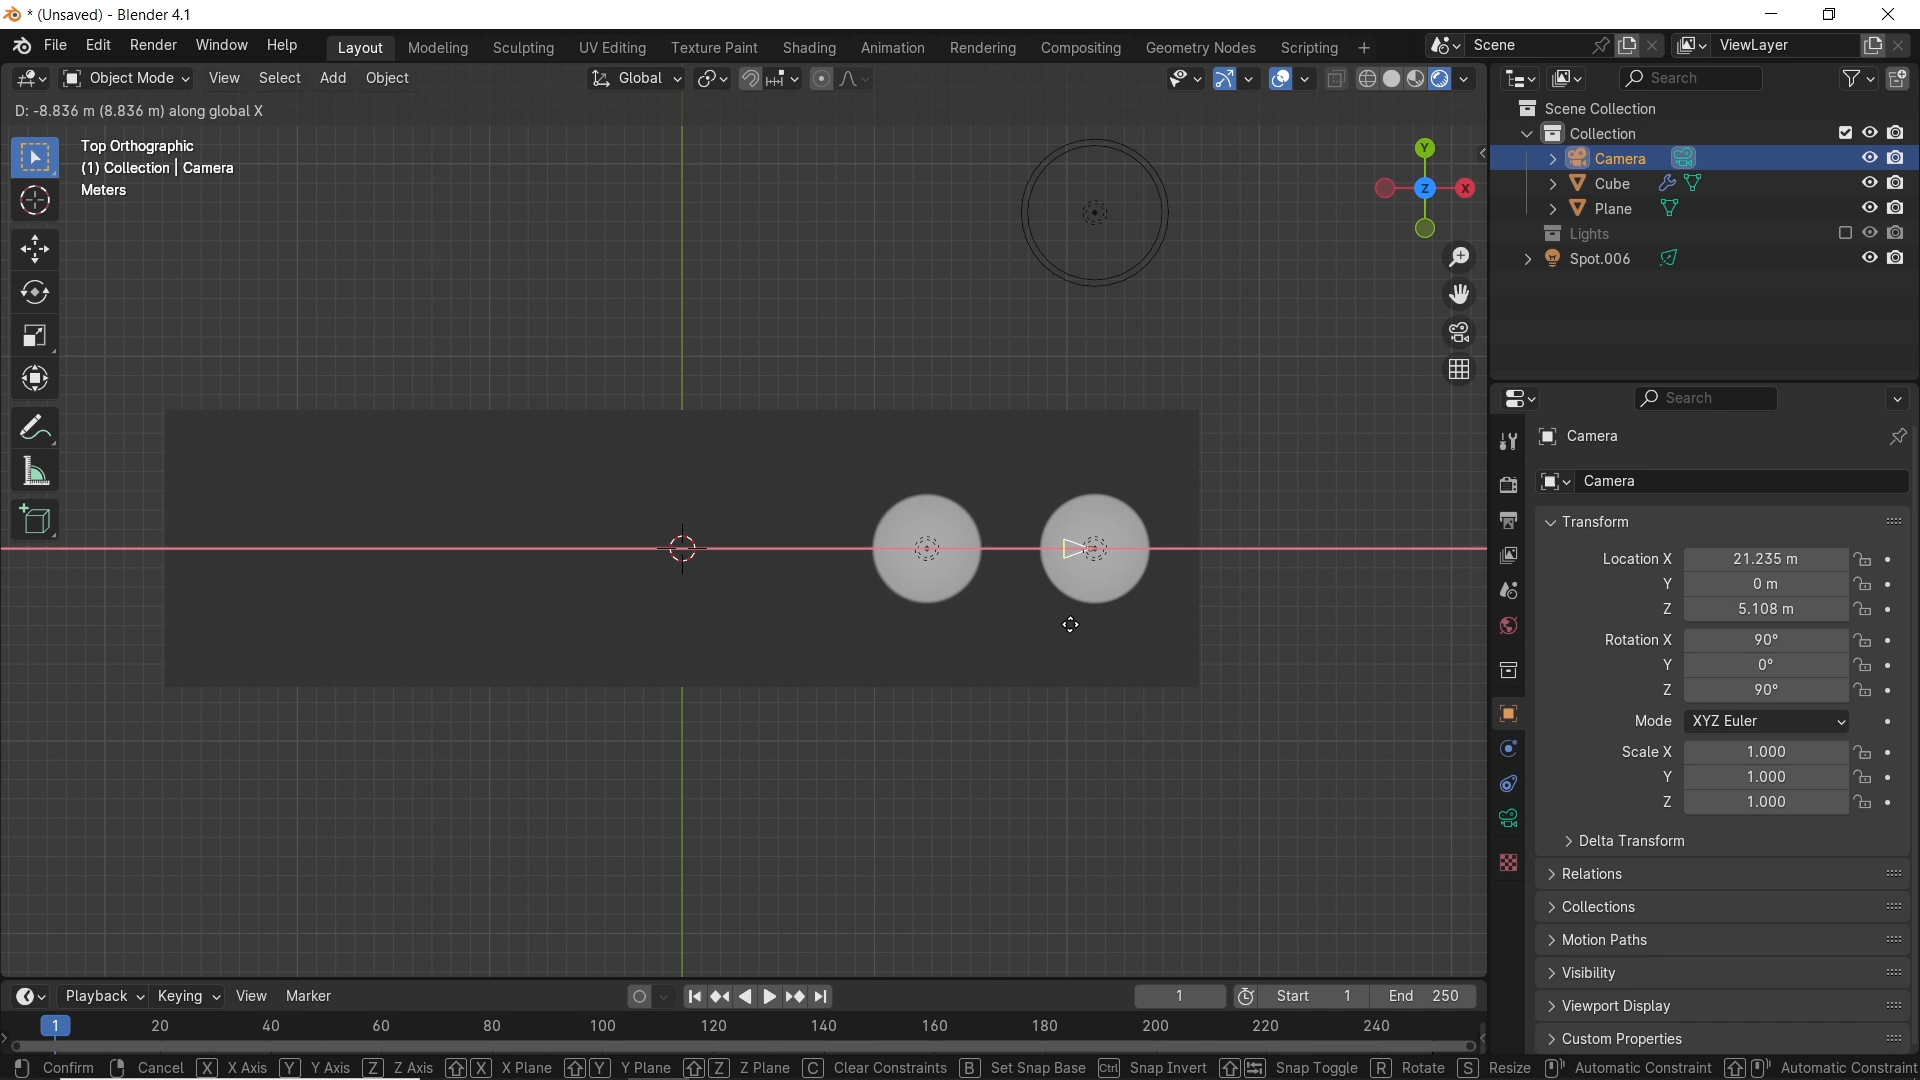 * (Unsaved) - Blender 4.1
File Edit Render Window Help Layout Modeling Sculpting UV Editing Texture Paint Shading Animation Rendering Compositing Geometry Nodes Scripting + Scene ViewLayer
Object Mode View Select Add Object Global Search
D: -8.836 m (8.836 m) along global X
Top Orthographic
(1) Collection | Camera
Meters
Y
X
Z
Scene Collection
Collection
Camera
Cube
Plane
Lights
Spot.006
Search
Camera
Camera
Transform
Location X 21.235 m
Y 0 m
Z 5.108 m
Rotation X 90°
Y 0°
Z 90°
Mode XYZ Euler
Scale X 1.000
Y 1.000
Z 1.000
Delta Transform
Relations
Collections
Motion Paths
Visibility
Viewport Display
Custom Properties
Playback Keying View Marker 1 Start 1 End 250
1 20 40 60 80 100 120 140 160 180 200 220 240
Confirm Cancel X X Axis Y Y Axis Z Z Axis X X Plane Y Y Plane Z Z Plane C Clear Constraints B Set Snap Base Ctrl Snap Invert Snap Toggle R Rotate S Resize Automatic Constraint Automatic Constraint